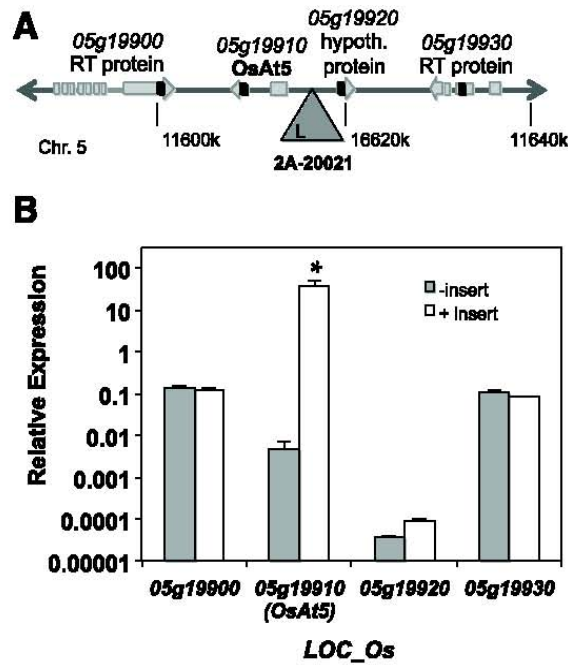 A
05g19900
RT protein
05g19910
OsAt5
05g19920
hypoth.
protein
05g19930
RT protein
Chr. 5
11600k
L
2A-20021
16620k
11640k
B
Relative Expression
100
10
1
0.1
0.01
0.001
0.0001
0.00001
*
-insert
+ Insert
05g19900
05g19910
(OsAt5)
05g19920
05g19930
LOC_Os